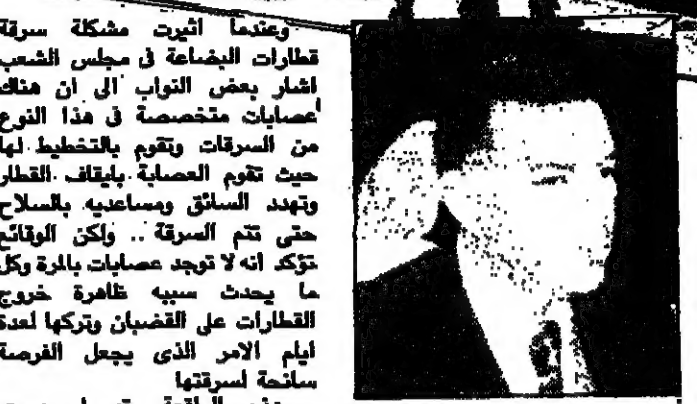 وعندما اثيرت مشكلة سرقة
قطارات البضاعة فى مجلس الشعب
اشار بعض النواب الى ان هناك
عصابات متخصصة فى هذا النوع
من السرقات وتقوم بالتخطيط لها
حيث تقوم العصابة بايقاف القطار
وتهدد السائق ومساعديه بالسلاح
حتى تتم السرقة .. ولكن الوقائع
تؤكد انه لا توجد عصابات بالمرة وكل
ما يحدث سببه ظاهرة خروج
القطارات على القضبان وتركها لعدة
ايام الامر الذى يجعل الفرصة
سانحة لسرقتها